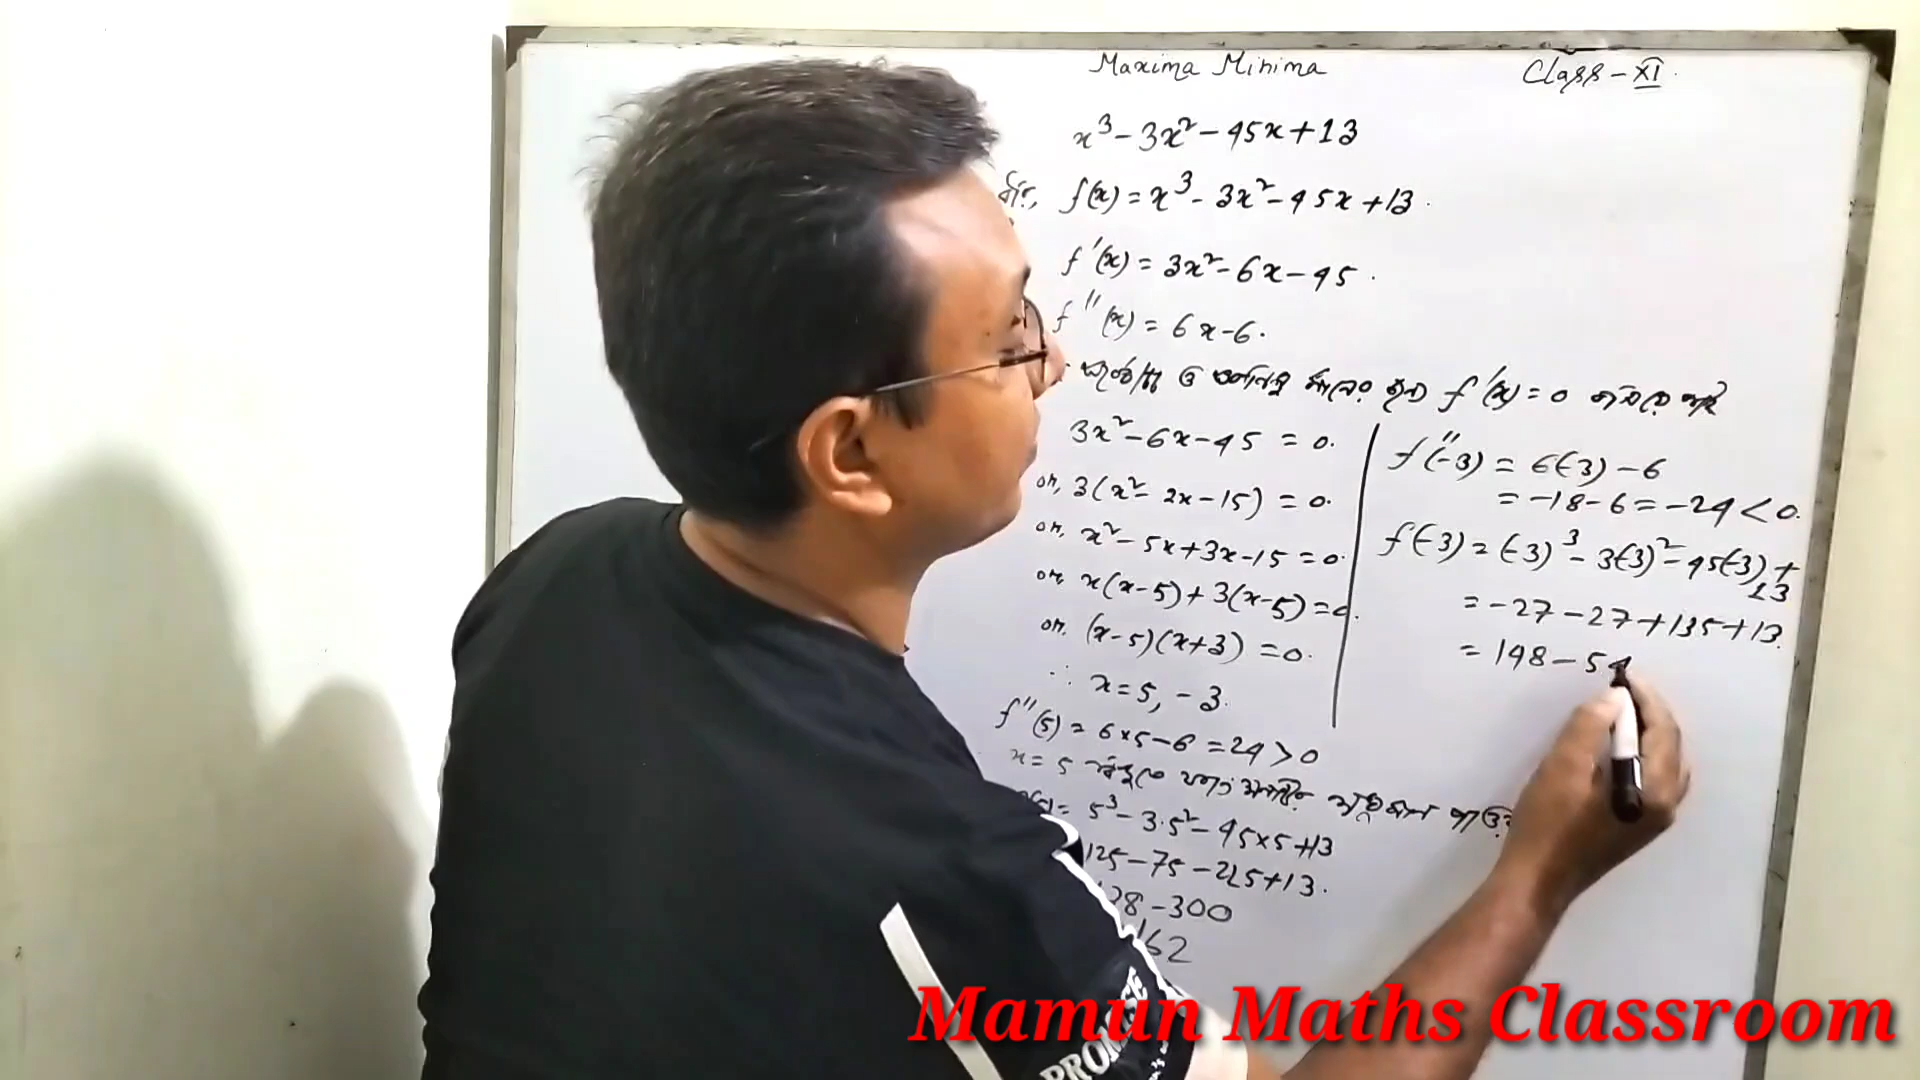 Maxima Minima
Class - XI
x³ - 3x² - 45x + 13
f(x) = x³ - 3x² - 45x + 13.
f'(x) = 3x² - 6x - 45.
f''(x) = 6x - 6.
ও f'(x) = 0
3x² - 6x - 45 = 0.
or, 3(x² - 2x - 15) = 0.
or, x² - 5x + 3x - 15 = 0.
or, x(x - 5) + 3(x - 5) =
or, (x - 5)(x + 3) = 0.
∴ x = 5, - 3.
f''(5) = 6 × 5 - 6 = 24 > 0
x = 5
= 5³ - 3.5² - 45 × 5 + 13
125 - 75 - 225 + 13.
- 300
162
f''(-3) = 6(-3) - 6
= -18 - 6 = -24 < 0.
f(-3) = (-3)³ - 3(-3)² - 45(-3) +
13
= -27 - 27 + 135 + 13.
= 148 - 54
PROMISE
Mamun Maths Classroom